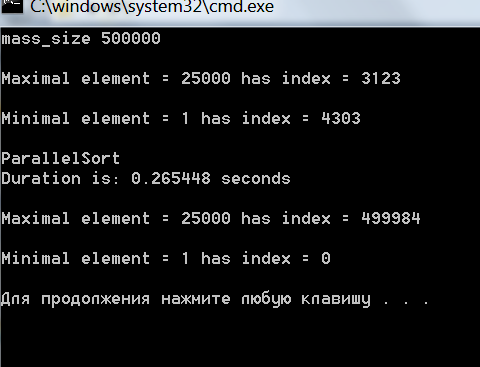 C:\windows\system32\cmd.exe
mass_size 500000
Maximal element = 25000 has index = 3123
Minimal element = 1 has index = 4303
ParallelSort
Duration is: 0.265448 seconds
Maximal element = 25000 has index = 499984
Minimal element = 1 has index = 0
Для продолжения нажмите любую клавишу . . .